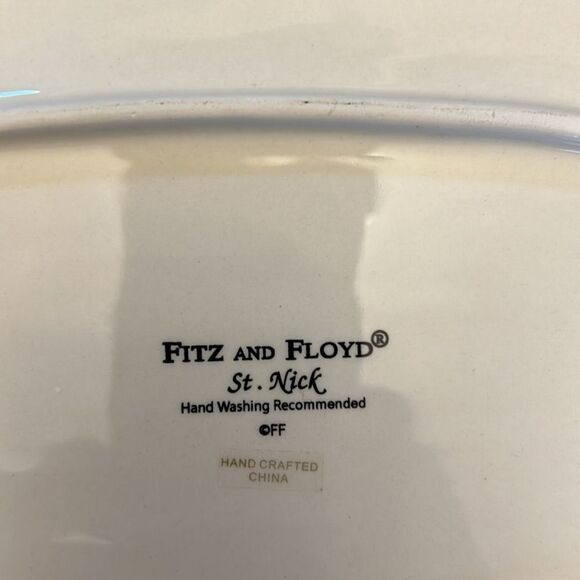 FITZ AND FLOYD®
St. Nick
Hand Washing Recommended
©FF
HAND CRAFTED
CHINA